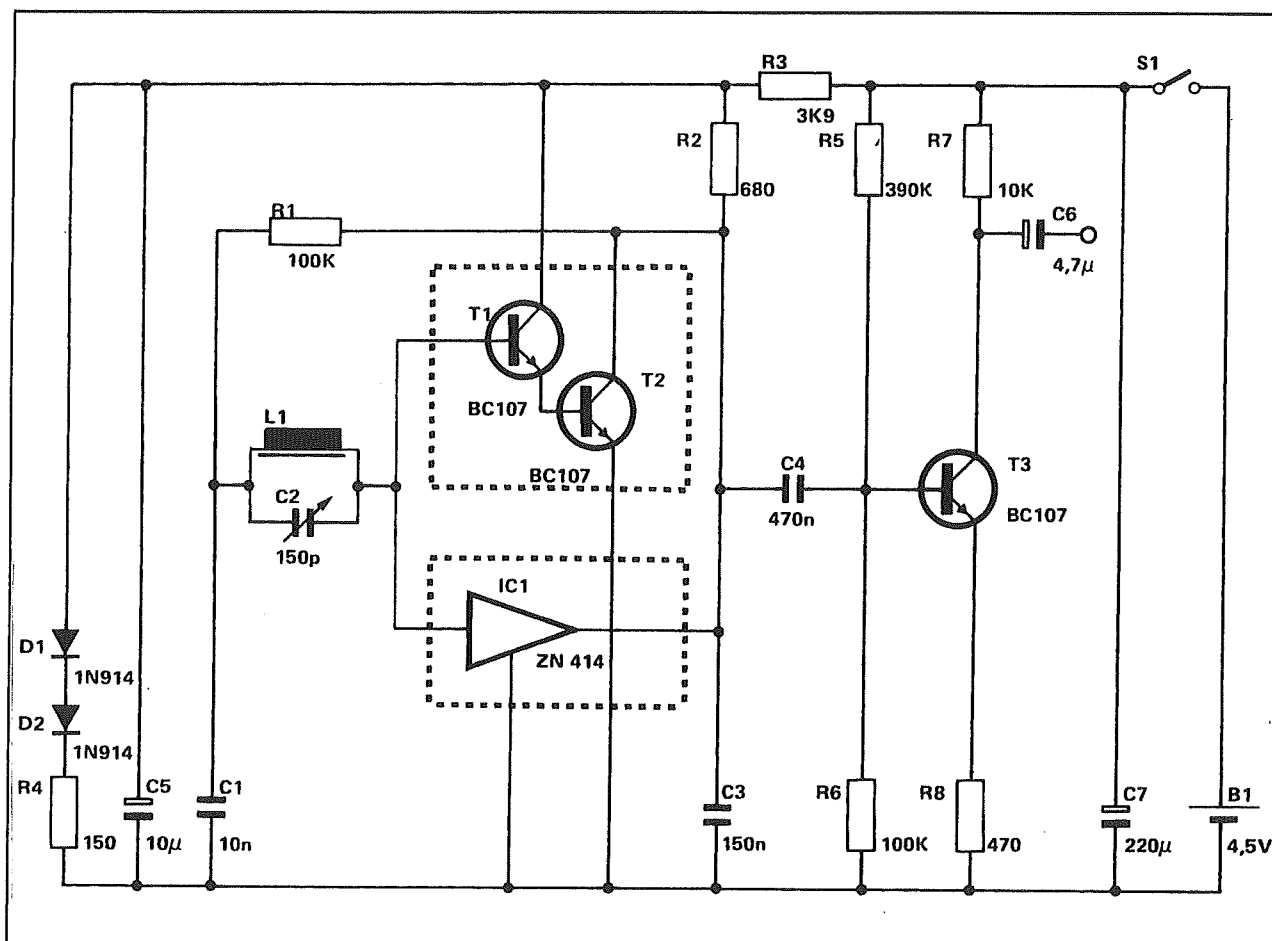 R3
S1
3K9
R2
R5
R7
680
390K
10K
R1
100K
C6
4,7μ
T1
T2
BC107
L1
BC107
C4
T3
C2
470n
BC107
150p
IC1
ZN 414
D1
1N914
D2
1N914
R4
C5
C1
C3
R6
R8
C7
B1
150
10μ
10n
150n
100K
470
220μ
4,5V